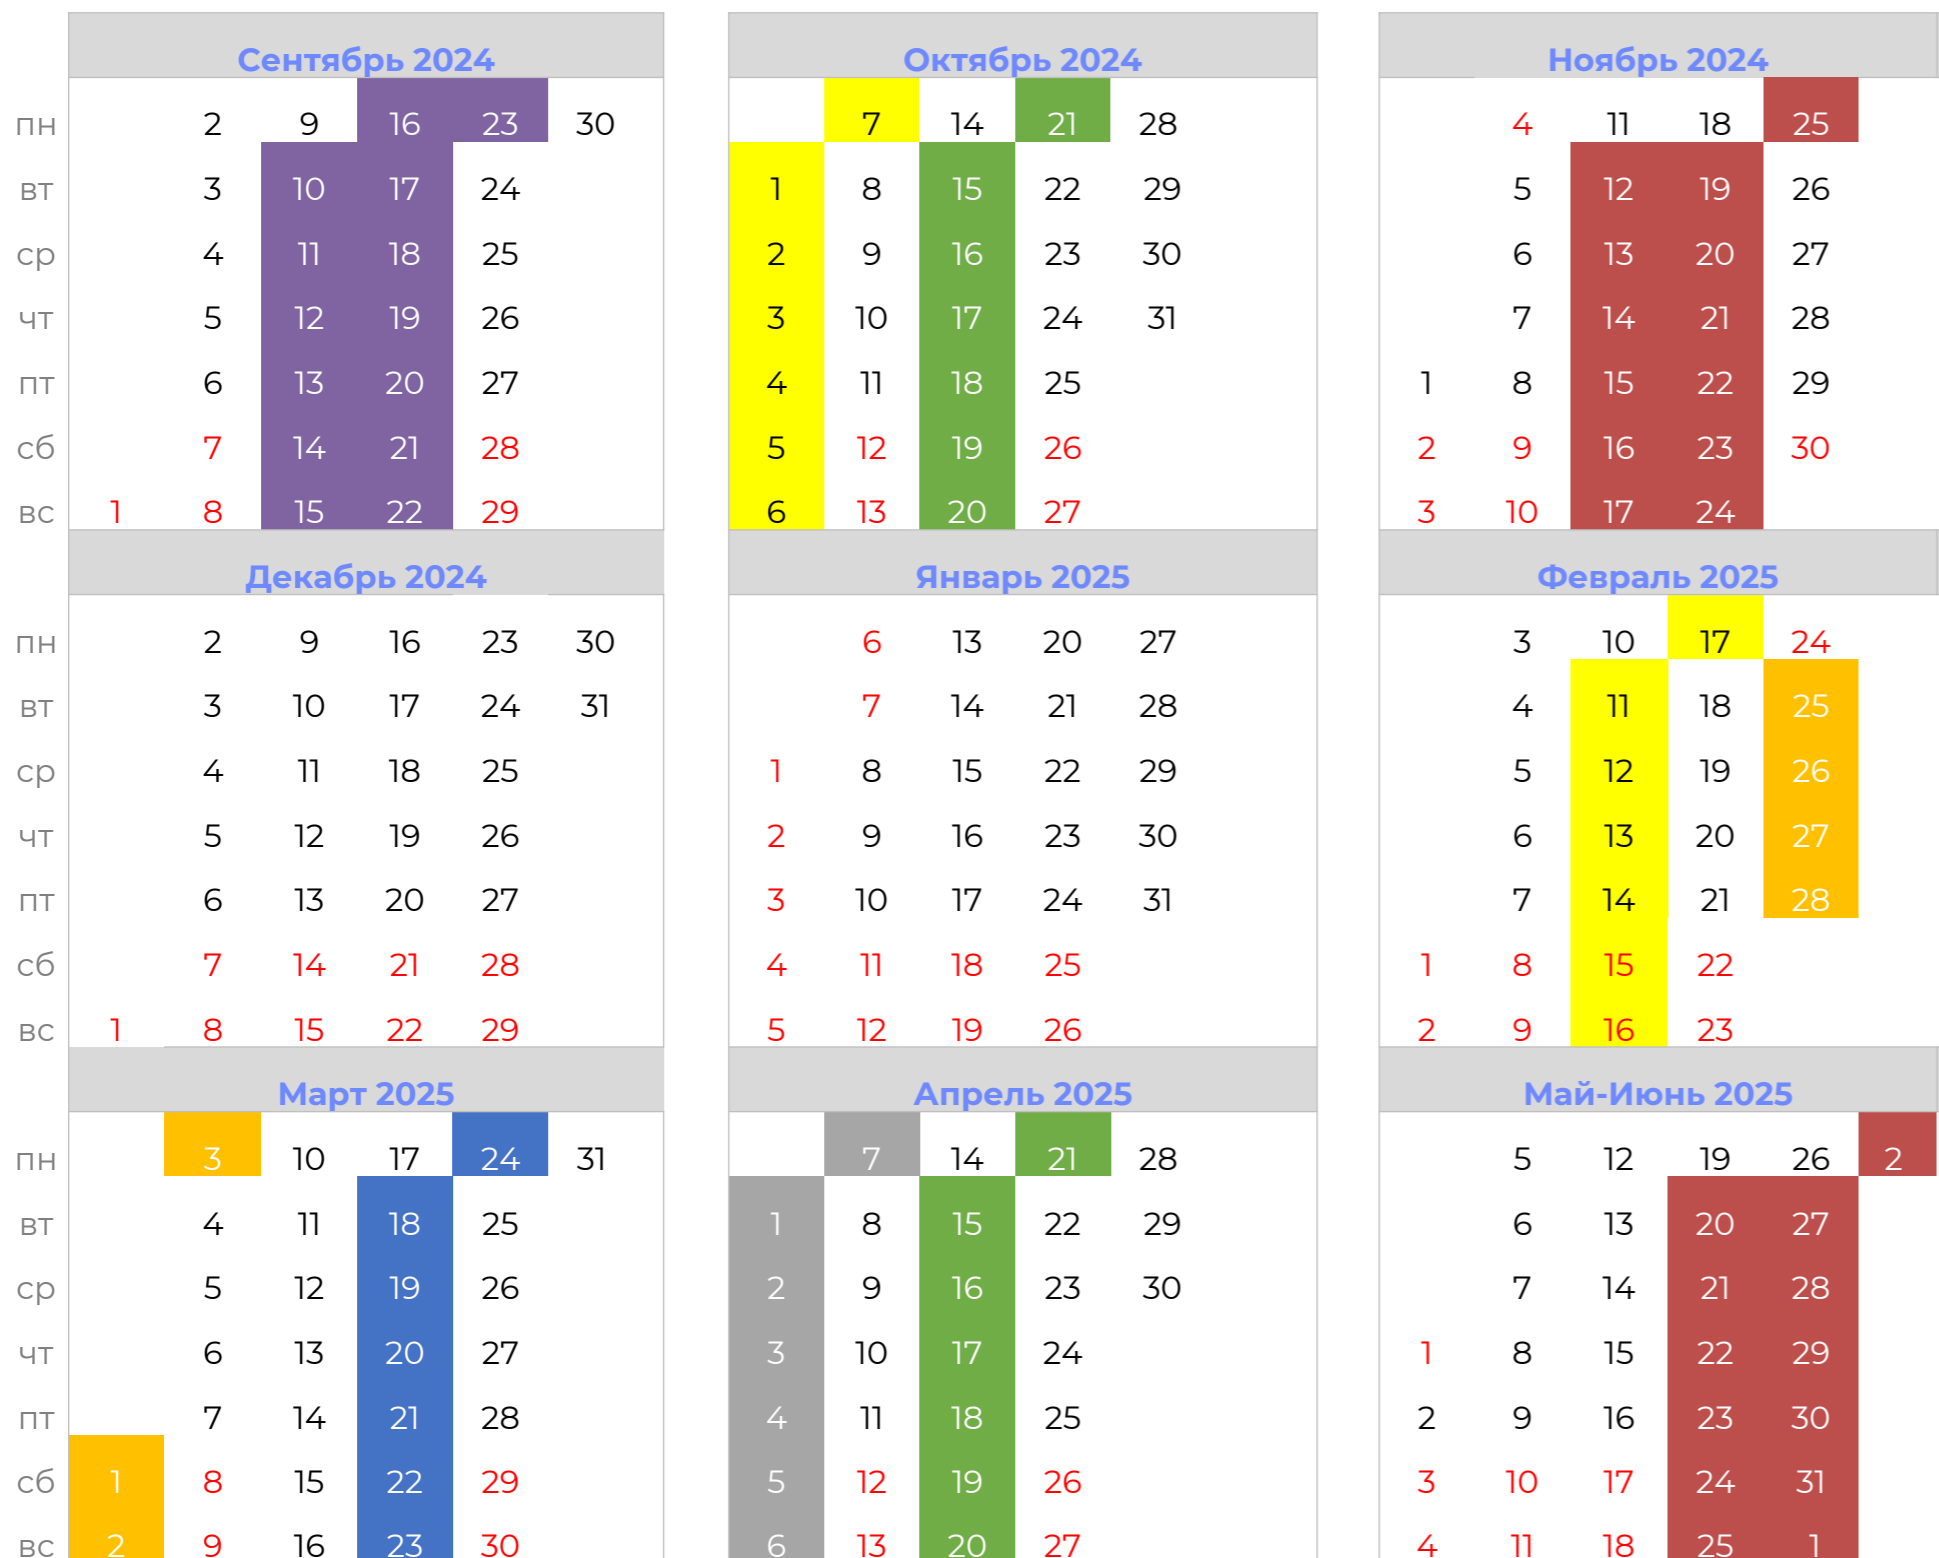 Сентябрь 2024 Октябрь 2024 Ноябрь 2024
пн 2 9 16 23 30 7 14 21 28 4 11 18 25
вт 3 10 17 24 1 8 15 22 29 5 12 19 26
ср 4 11 18 25 2 9 16 23 30 6 13 20 27
чт 5 12 19 26 3 10 17 24 31 7 14 21 28
пт 6 13 20 27 4 11 18 25 1 8 15 22 29
сб 7 14 21 28 5 12 19 26 2 9 16 23 30
вс 1 8 15 22 29 6 13 20 27 3 10 17 24
Декабрь 2024 Январь 2025 Февраль 2025
пн 2 9 16 23 30 6 13 20 27 3 10 17 24
вт 3 10 17 24 31 7 14 21 28 4 11 18 25
ср 4 11 18 25 1 8 15 22 29 5 12 19 26
чт 5 12 19 26 2 9 16 23 30 6 13 20 27
пт 6 13 20 27 3 10 17 24 31 7 14 21 28
сб 7 14 21 28 4 11 18 25 1 8 15 22
вс 1 8 15 22 29 5 12 19 26 2 9 16 23
Март 2025 Апрель 2025 Май-Июнь 2025
пн 3 10 17 24 31 7 14 21 28 5 12 19 26 2
вт 4 11 18 25 1 8 15 22 29 6 13 20 27
ср 5 12 19 26 2 9 16 23 30 7 14 21 28
чт 6 13 20 27 3 10 17 24 1 8 15 22 29
пт 7 14 21 28 4 11 18 25 2 9 16 23 30
сб 1 8 15 22 29 5 12 19 26 3 10 17 24 31
вс 2 9 16 23 30 6 13 20 27 4 11 18 25 1